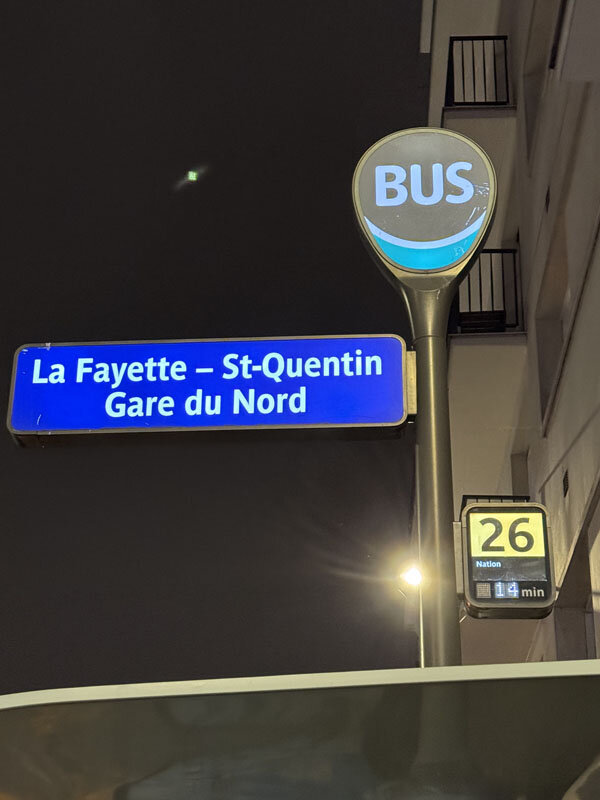 BUS
La Fayette – St-Quentin
Gare du Nord
26
Nation
14 min